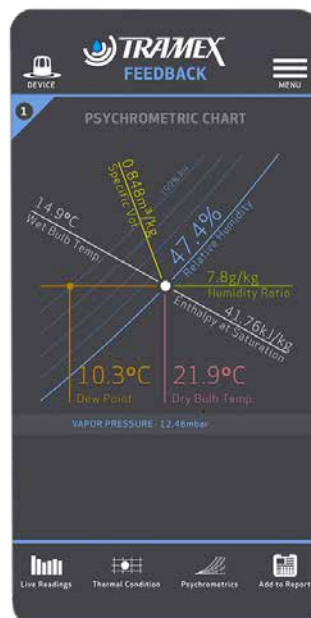 TRAMEX
FEEDBACK
DEVICE
MENU
1
PSYCHROMETRIC CHART
100% RH
0.848m³/kg
Specific Vol.
14.9°C
Wet Bulb Temp.
47.4%
Relative Humidity
7.8g/kg
Humidity Ratio
41.76kJ/kg
Enthalpy at Saturation
10.3°C
Dew Point
21.9°C
Dry Bulb Temp.
VAPOR PRESSURE 12.46mbar
Live Readings
Thermal Condition
Psychrometrics
Add to Report